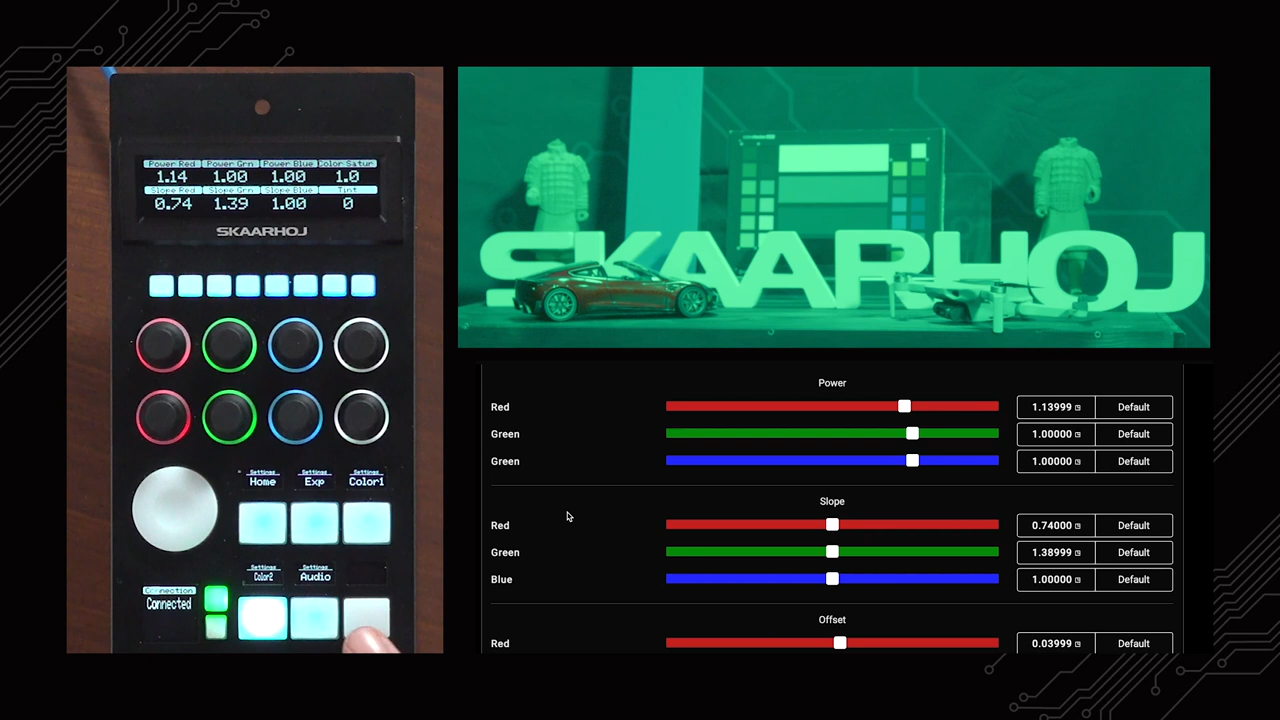 Power Red Power Grn Power Blue Color Satur
1.14 1.00 1.00 1.0
Slope Red Slope Grn Slope Blue Tint
0.74 1.39 1.00 0
SKAARHOJ
Settings Settings Settings
Home Exp Color1
Settings Settings
Color2 Audio
Connection
Connected
SKAARHOJ
Power
Red 1.13999 Default
Green 1.00000 Default
Green 1.00000 Default
Slope
Red 0.74000 Default
Green 1.38999 Default
Blue 1.00000 Default
Offset
Red 0.03999 Default